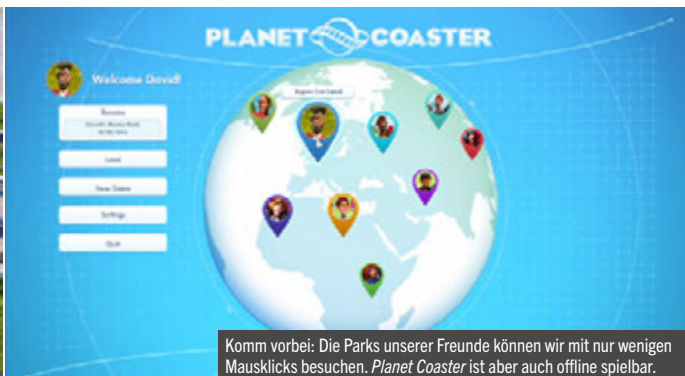 PLANET COASTER
Welcome David!
Resume
Load
New Game
Settings
Quit
Komm vorbei: Die Parks unserer Freunde können wir mit nur wenigen
Mausklicks besuchen. Planet Coaster ist aber auch offline spielbar.